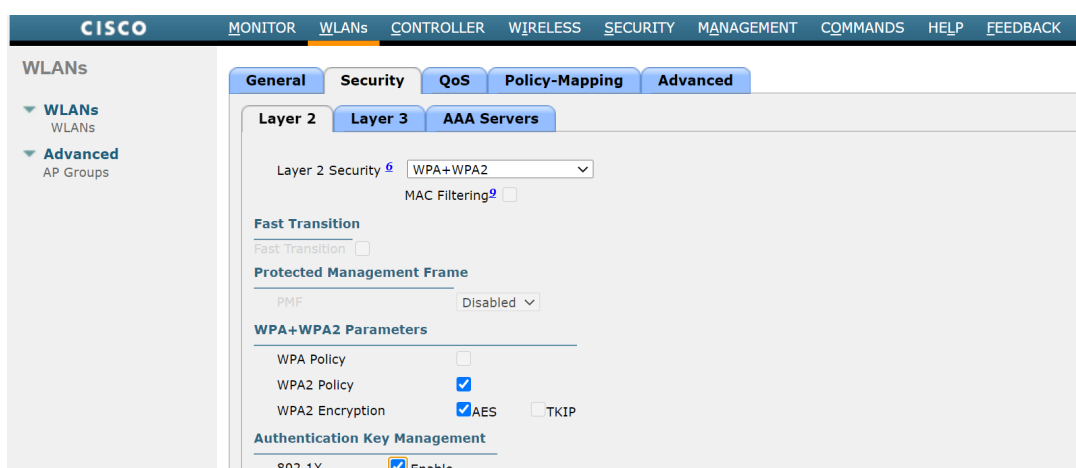 CISCO MONITOR WLANs CONTROLLER WIRELESS SECURITY MANAGEMENT COMMANDS HELP FEEDBACK
WLANs
WLANs
WLANs
Advanced
AP Groups
General Security QoS Policy-Mapping Advanced
Layer 2 Layer 3 AAA Servers
Layer 2 Security 6 WPA+WPA2
MAC Filtering9
Fast Transition
Fast Transition
Protected Management Frame
PMF Disabled
WPA+WPA2 Parameters
WPA Policy
WPA2 Policy
WPA2 Encryption AES TKIP
Authentication Key Management
802.1X Enable